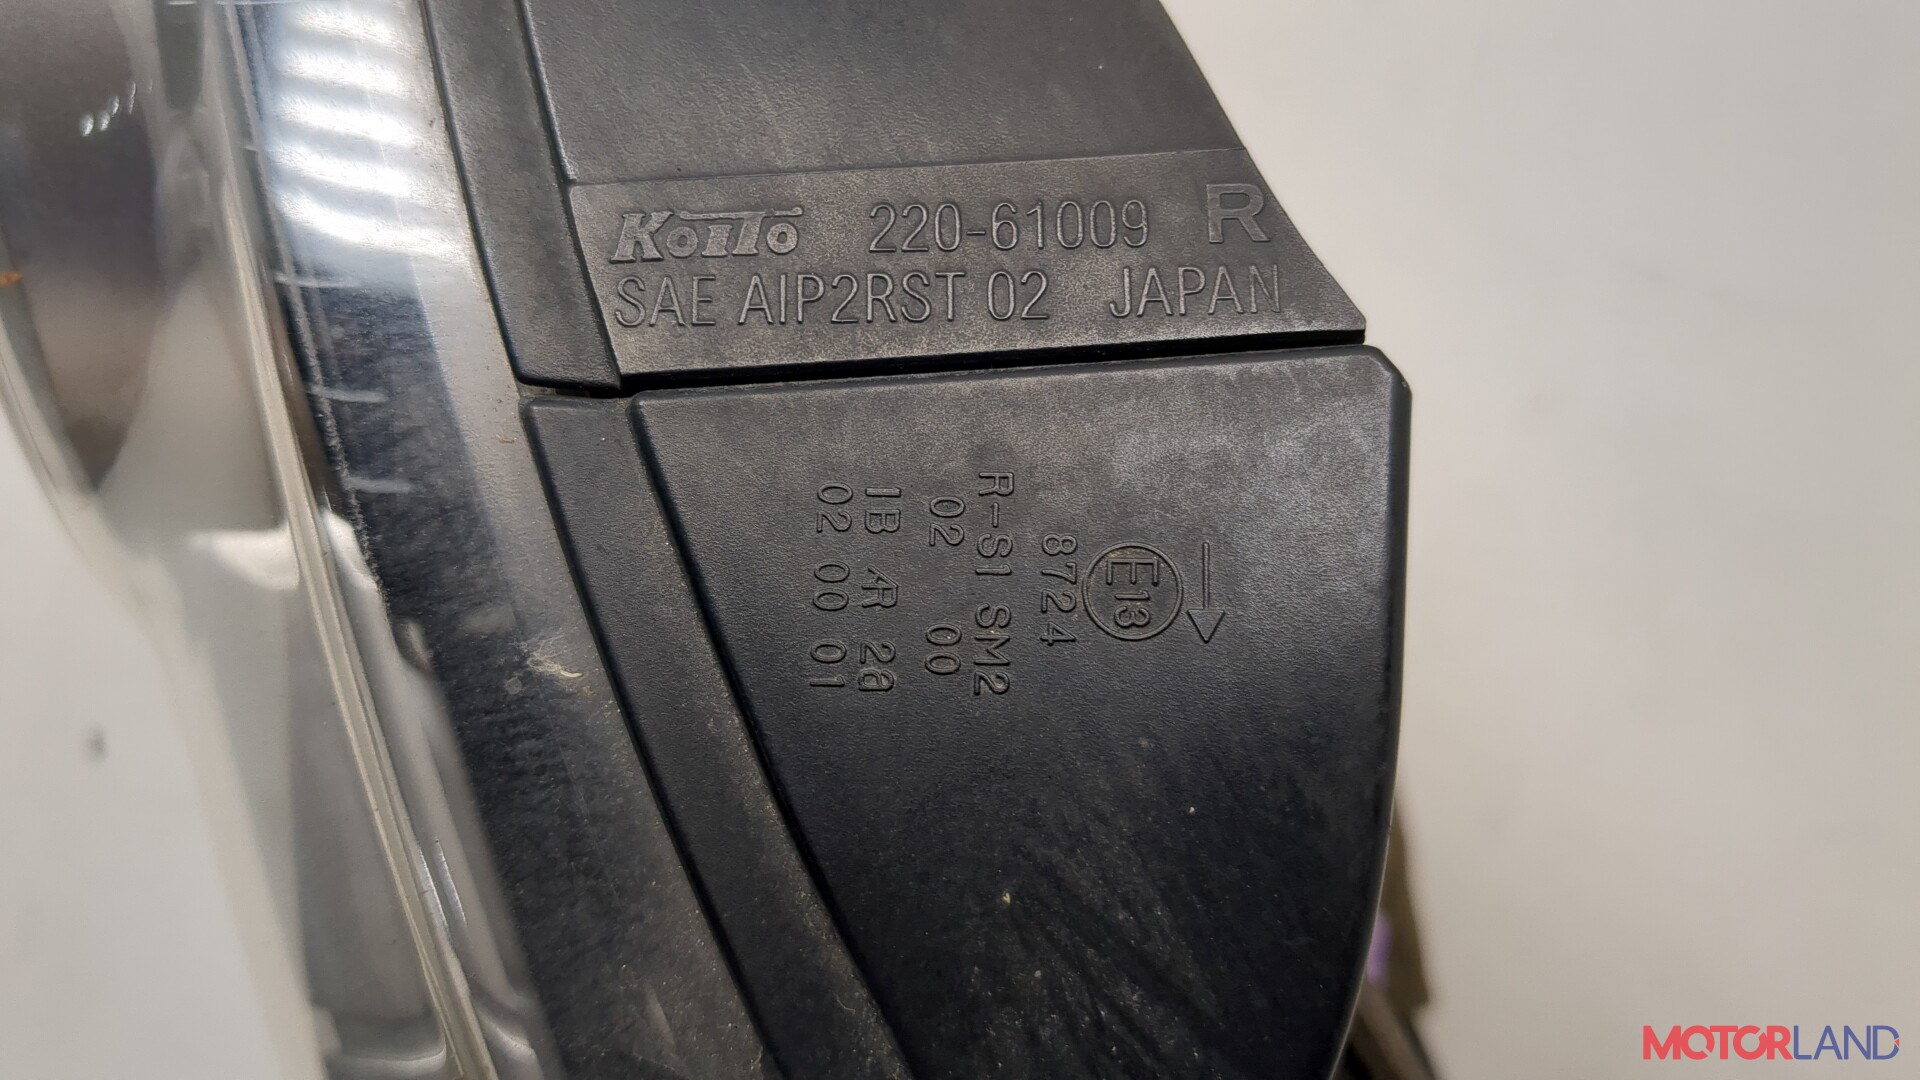 KOITO 220-61009 R
SAE AIP2RST 02 JAPAN
E13
8724
R-S1 SM2
02 00
IB AR 2a
02 00 01
MOTORLAND